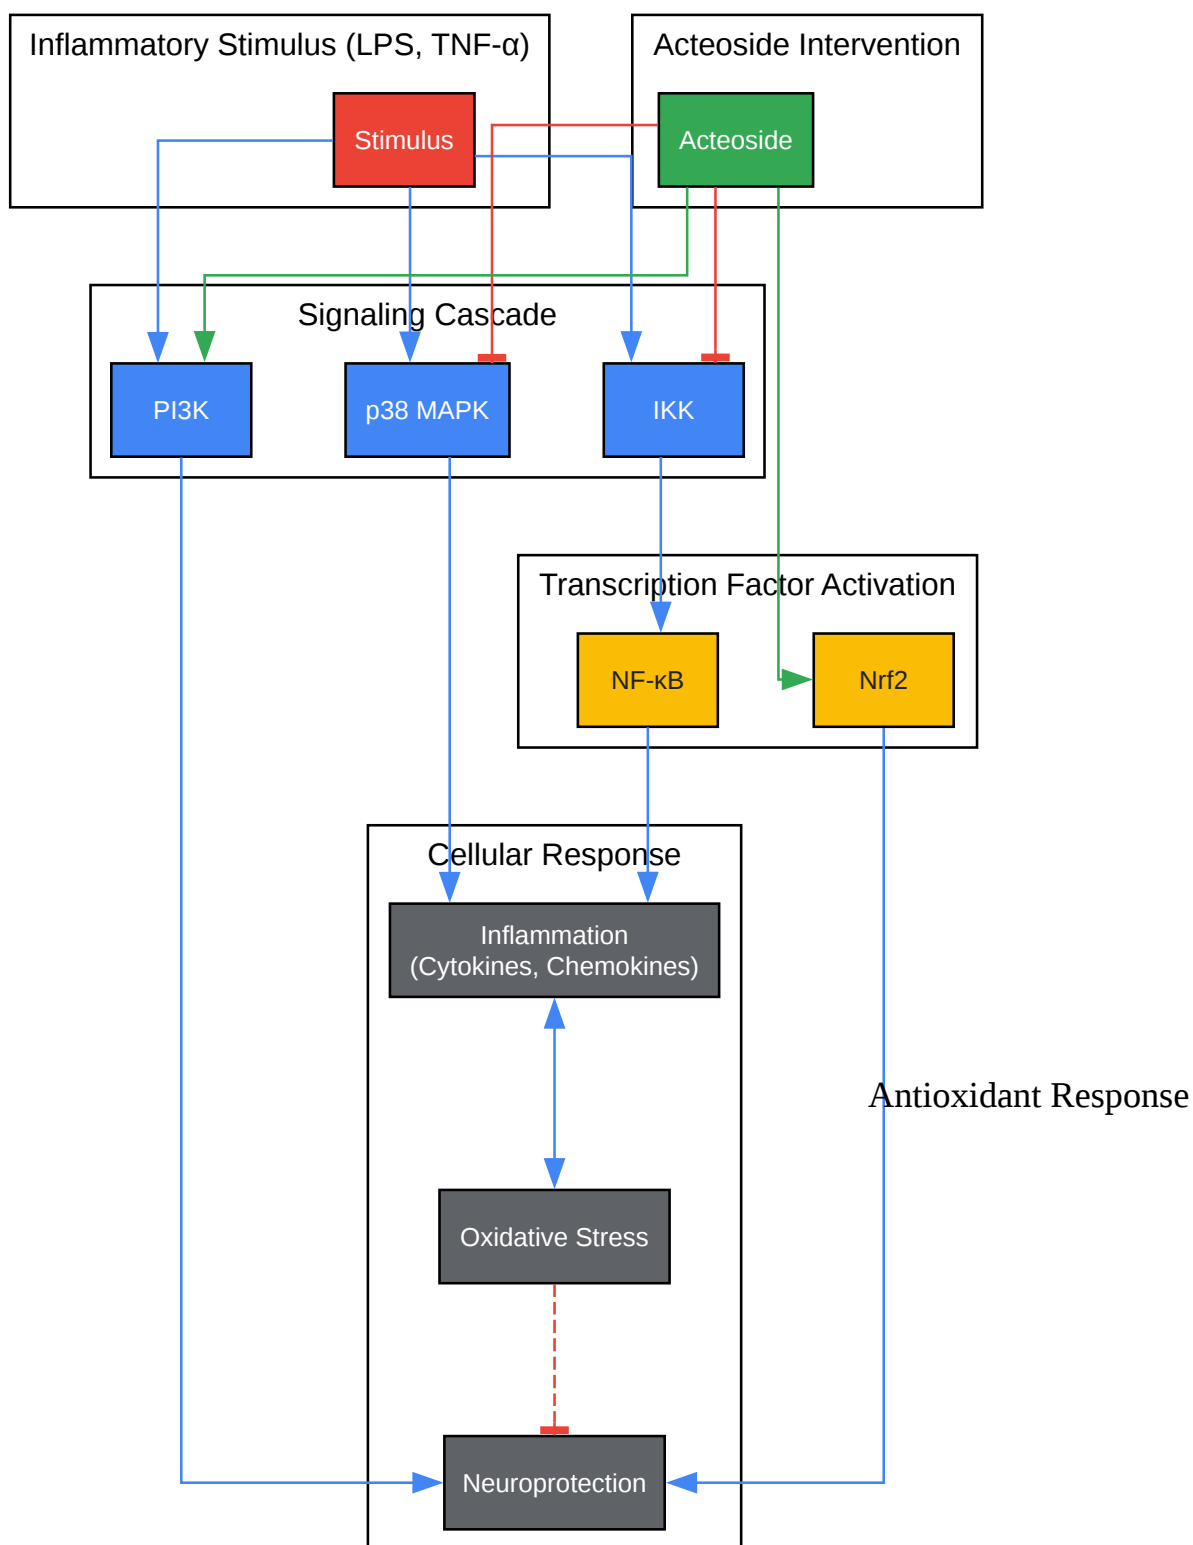 Inflammatory Stimulus (LPS, TNF-α)
Acteoside Intervention
Stimulus
Acteoside
Signaling Cascade
PI3K
p38 MAPK
IKK
Transcription Factor Activation
NF-κB
Nrf2
Cellular Response
Inflammation
(Cytokines, Chemokines)
Antioxidant Response
Oxidative Stress
Neuroprotection